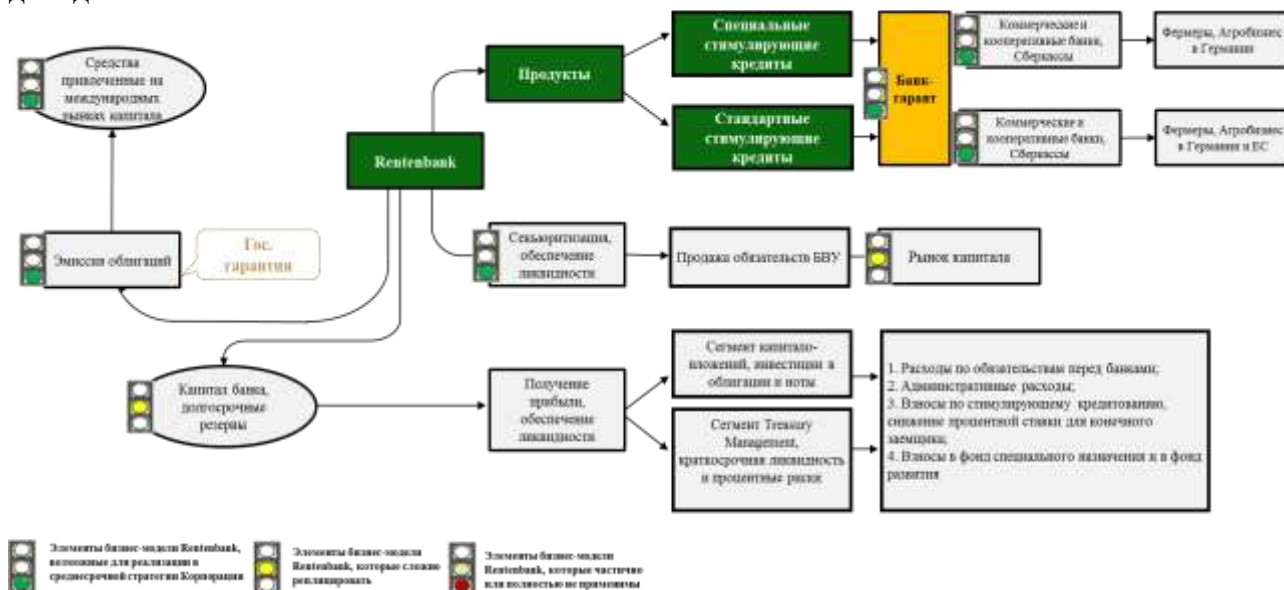 Средства
привлеченные на
международных
рынках капитала
Эмиссия облигаций
Гос.
гарантия
Rentenbank
Продукты
Специальные
стимулирующие
кредиты
Стандартные
стимулирующие
кредиты
Банк-
гарант
Коммерческие и
кооперативные банки,
Сберкассы
Фермеры, Агробизнес
в Германии
Коммерческие и
кооперативные банки,
Сберкассы
Фермеры, Агробизнес
в Германии и ЕС
Секьюритизация,
обеспечение
ликвидности
Продажа обязательств БВУ
Рынок капитала
Капитал банка,
долгосрочные
резервы
Получение
прибыли,
обеспечение
ликвидности
Сегмент капитало-
вложений, инвестиции в
облигации и ноты
Сегмент Treasury
Management,
краткосрочная ликвидность
и процентные риски
1. Расходы по обязательствам перед банками;
2. Административные расходы;
3. Взносы по стимулирующему кредитованию,
снижение процентной ставки для конечного
заемщика;
4. Взносы в фонд специального назначения и в фонд
развития
Элементы бизнес-модели Rentenbank,
возможные для реализации в
среднесрочной стратегии Корпорации
Элементы бизнес-модели
Rentenbank, которые сложно
реплицировать
Элементы бизнес-модели
Rentenbank, которые частично
или полностью не применимы